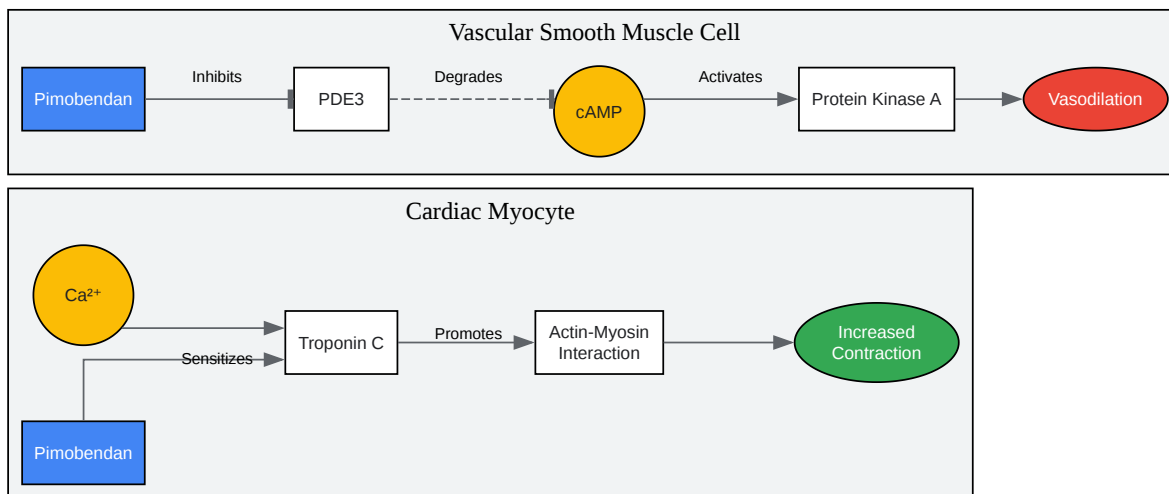 Vascular Smooth Muscle Cell
Inhibits
Degrades
Activates
Pimobendan
PDE3
cAMP
Protein Kinase A
Vasodilation
Cardiac Myocyte
Ca²⁺
Sensitizes
Troponin C
Promotes
Actin-Myosin
Interaction
Increased
Contraction
Pimobendan